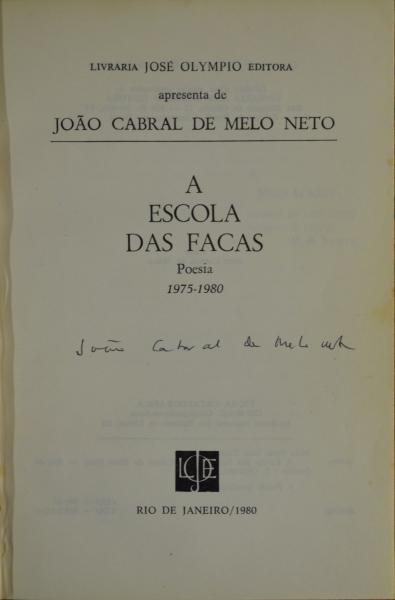 LIVRARIA JOSÉ OLYMPIO EDITORA
apresenta de
JOÃO CABRAL DE MELO NETO
A
ESCOLA
DAS FACAS
Poesia
1975-1980
João Cabral de Melo Neto
LJOE
RIO DE JANEIRO/1980